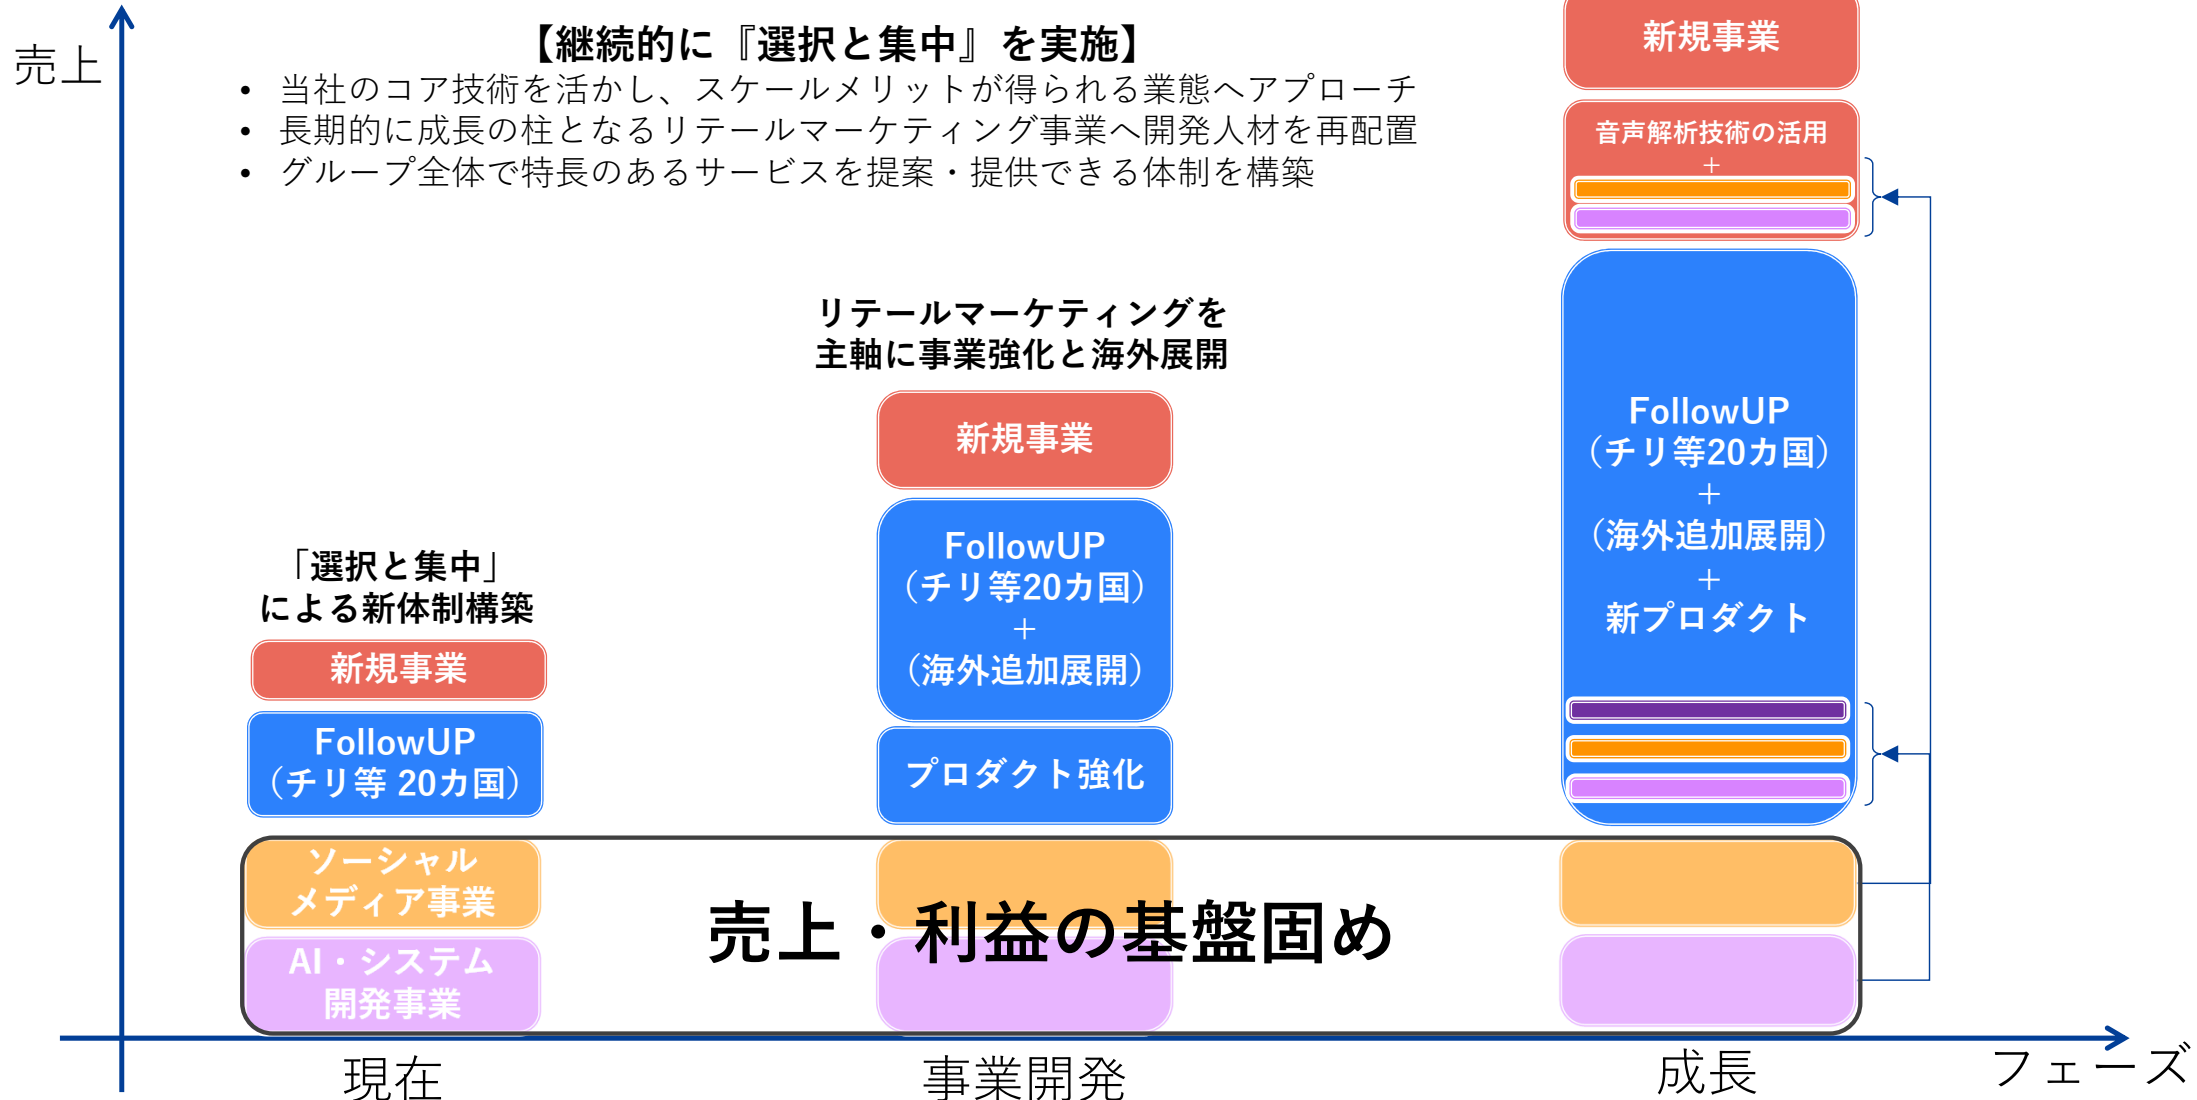 売上
【継続的に『選択と集中』を実施】
• 当社のコア技術を活かし、スケールメリットが得られる業態へアプローチ
• 長期的に成長の柱となるリテールマーケティング事業へ開発人材を再配置
• グループ全体で特長のあるサービスを提案・提供できる体制を構築
「選択と集中」
による新体制構築
新規事業
FollowUP
（チリ等 20カ国）
ソーシャル
メディア事業
AI・システム
開発事業
リテールマーケティングを
主軸に事業強化と海外展開
新規事業
FollowUP
（チリ等20カ国）
＋
（海外追加展開）
プロダクト強化
売上・利益の基盤固め
新規事業
音声解析技術の活用
＋
FollowUP
（チリ等20カ国）
＋
（海外追加展開）
＋
新プロダクト
現在
事業開発
成長
フェーズ